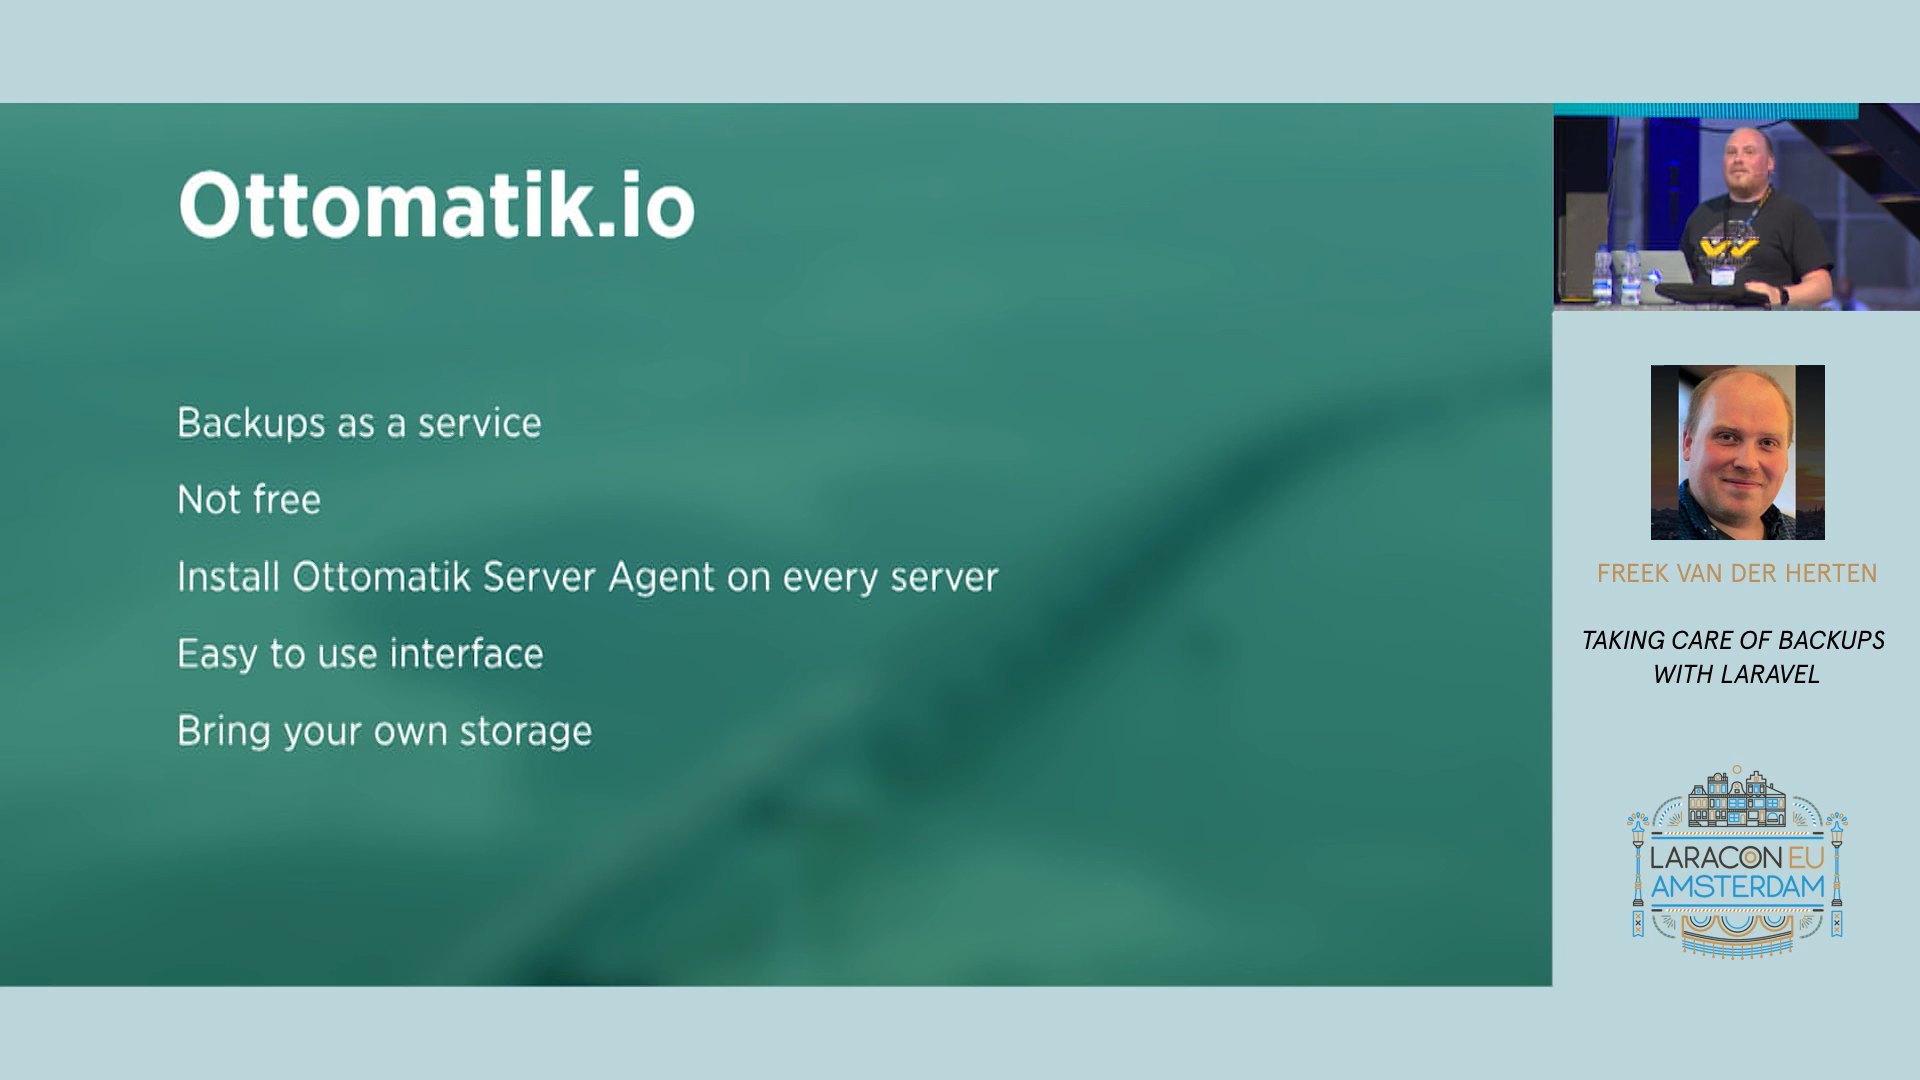 Ottomatik.io
Backups as a service
Not free
Install Ottomatik Server Agent on every server
Easy to use interface
Bring your own storage
FREEK VAN DER HERTEN
TAKING CARE OF BACKUPS
WITH LARAVEL
LARACON EU
AMSTERDAM